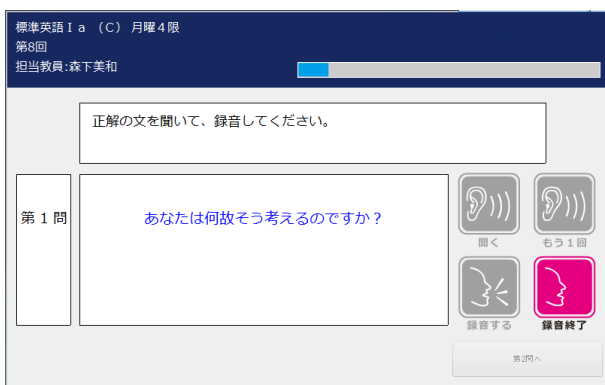 標準英語Ⅰａ （C） 月曜４限
第8回
担当教員:森下美和
正解の文を聞いて、録音してください。
第１問
あなたは何故そう考えるのですか？
聞く
もう１回
録音する
録音終了
第2問へ